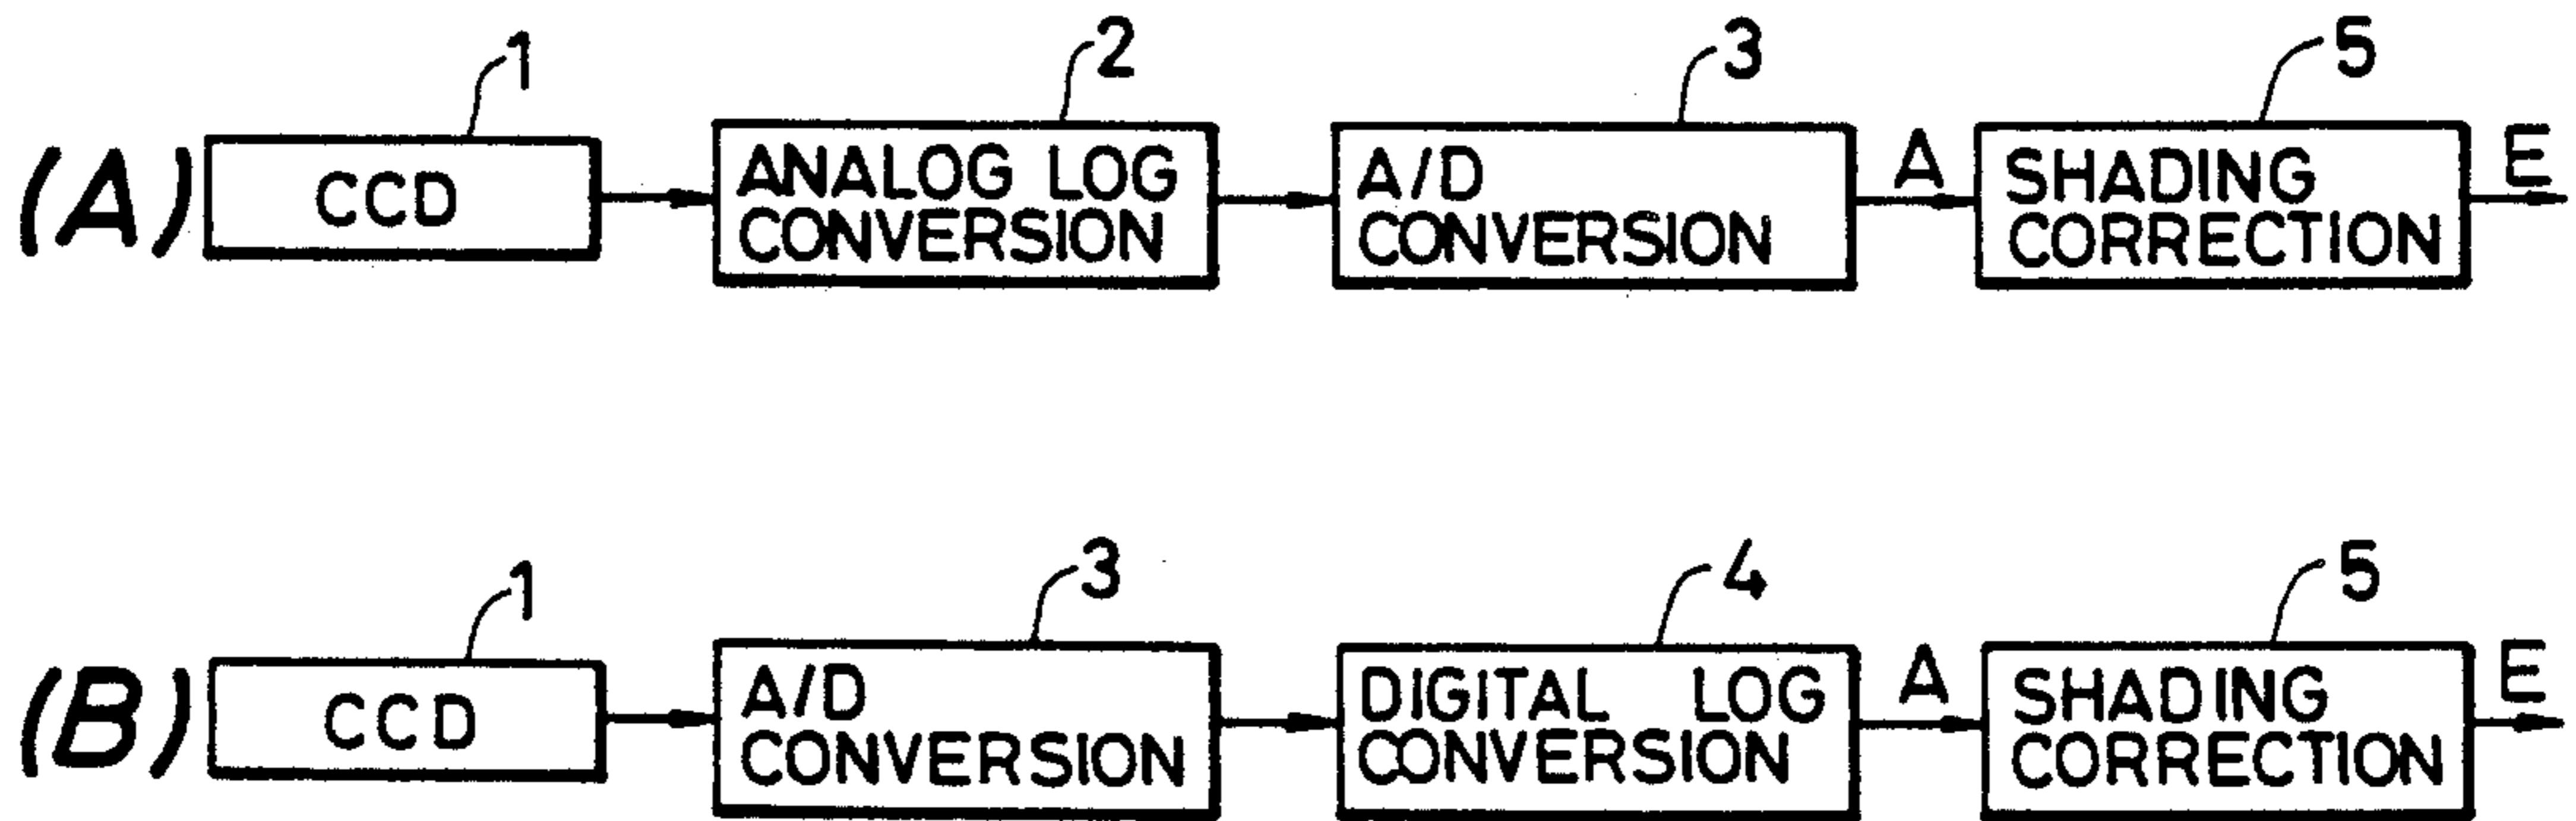 1
2
3
5
(A)
CCD
ANALOG LOG
CONVERSION
A/D
CONVERSION
A
SHADING
CORRECTION
E
1
3
4
5
(B)
CCD
A/D
CONVERSION
DIGITAL LOG
CONVERSION
A
SHADING
CORRECTION
E